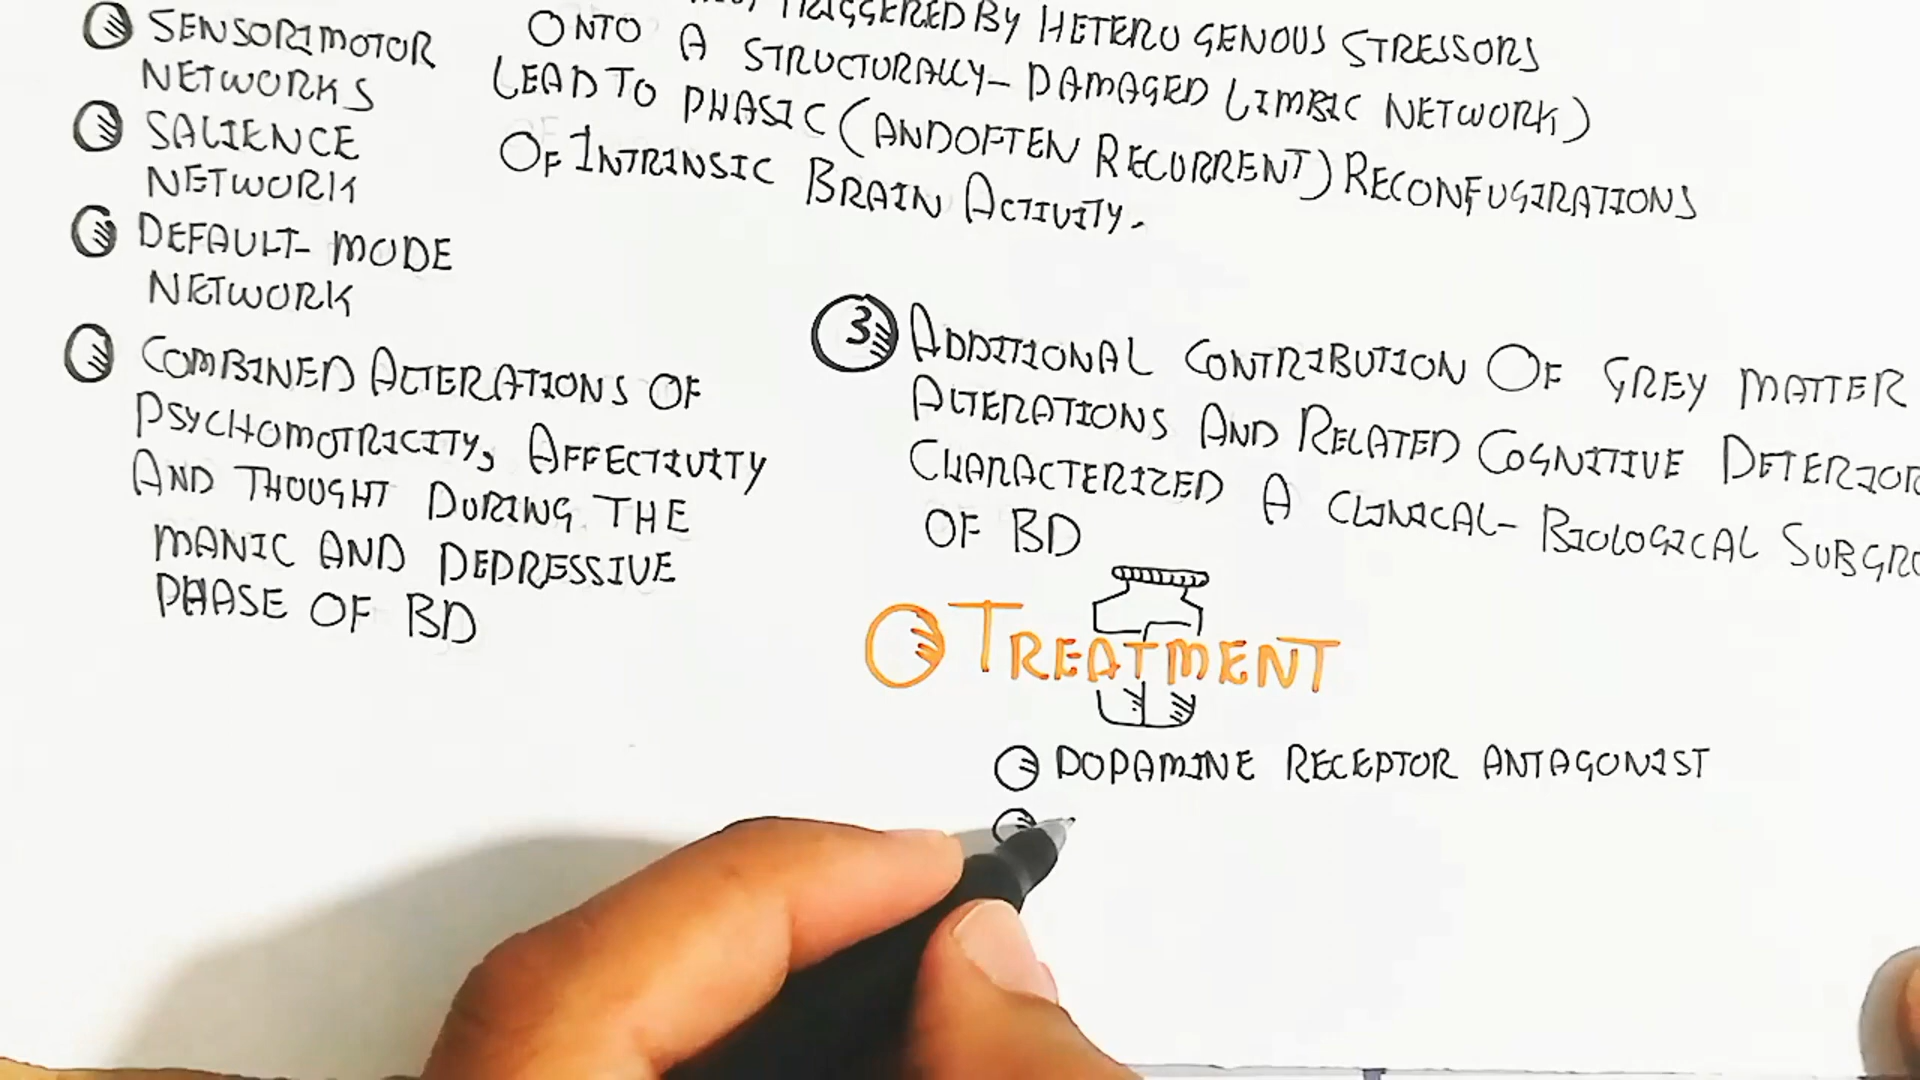 SENSORIMOTOR
NETWORKS
SALIENCE
NETWORK
DEFAULT-MODE
NETWORK
COMBINED ALTERATIONS OF
PSYCHOMOTRICITY, AFFECTIVITY
AND THOUGHT DURING THE
MANIC AND DEPRESSIVE
PHASE OF BD
TRIGGERED BY HETEROGENOUS STRESSORS
ONTO A STRUCTURALLY-DAMAGED LIMBIC NETWORK)
LEAD TO PHASIC (AND OFTEN RECURRENT) RECONFUGIRATIONS
OF INTRINSIC BRAIN ACTIVITY.
3 ADDITIONAL CONTRIBUTION OF GREY MATTER
ALTERATIONS AND RELATED COGNITIVE DETERIOR
CHARACTERIZED A CLINICAL-BIOLOGICAL SUBGRO
OF BD
TREATMENT
DOPAMINE RECEPTOR ANTAGONIST